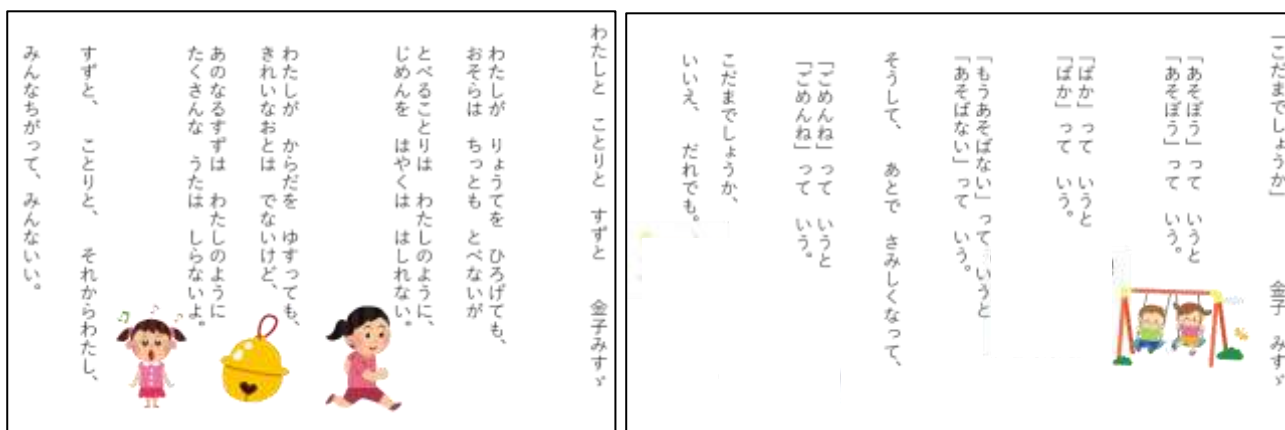 わたしと　ことりと　すずと　　金子みすゞ
わたしが　りょうてを　ひろげても、
おそらは　ちっとも　とべないが
とべることりは　わたしのように、
じめんを　はやくは　はしれない。
わたしが　からだを　ゆすっても、
きれいなおとは　でないけど、
あのなるすずは　わたしのように
たくさんな　うたは　しらないよ。
すずと、　ことりと、　それからわたし、
みんなちがって、みんないい。
「こだまでしょうか」　　金子　みすゞ
「あそぼう」って　いうと
「あそぼう」って　いう。
「ばか」って　いうと
「ばか」って　いう。
「もうあそばない」って　いうと
「あそばない」って　いう。
そうして、　あとで　さみしくなって、
「ごめんね」って　いうと
「ごめんね」って　いう。
こだまでしょうか、
いいえ、　だれでも。